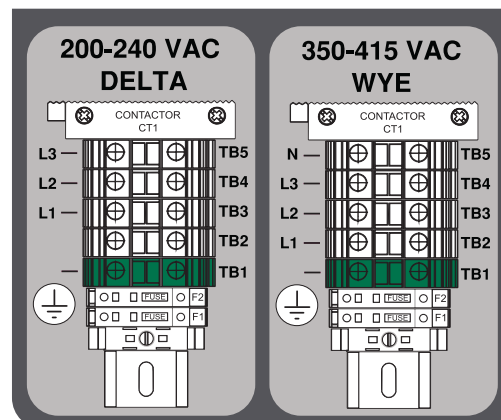 200-240 VAC
DELTA
CONTACTOR
CT1
L3 TB5
L2 TB4
L1 TB3
TB2
TB1
FUSE F2
FUSE F1
350-415 VAC
WYE
CONTACTOR
CT1
N TB5
L3 TB4
L2 TB3
L1 TB2
TB1
FUSE F2
FUSE F1